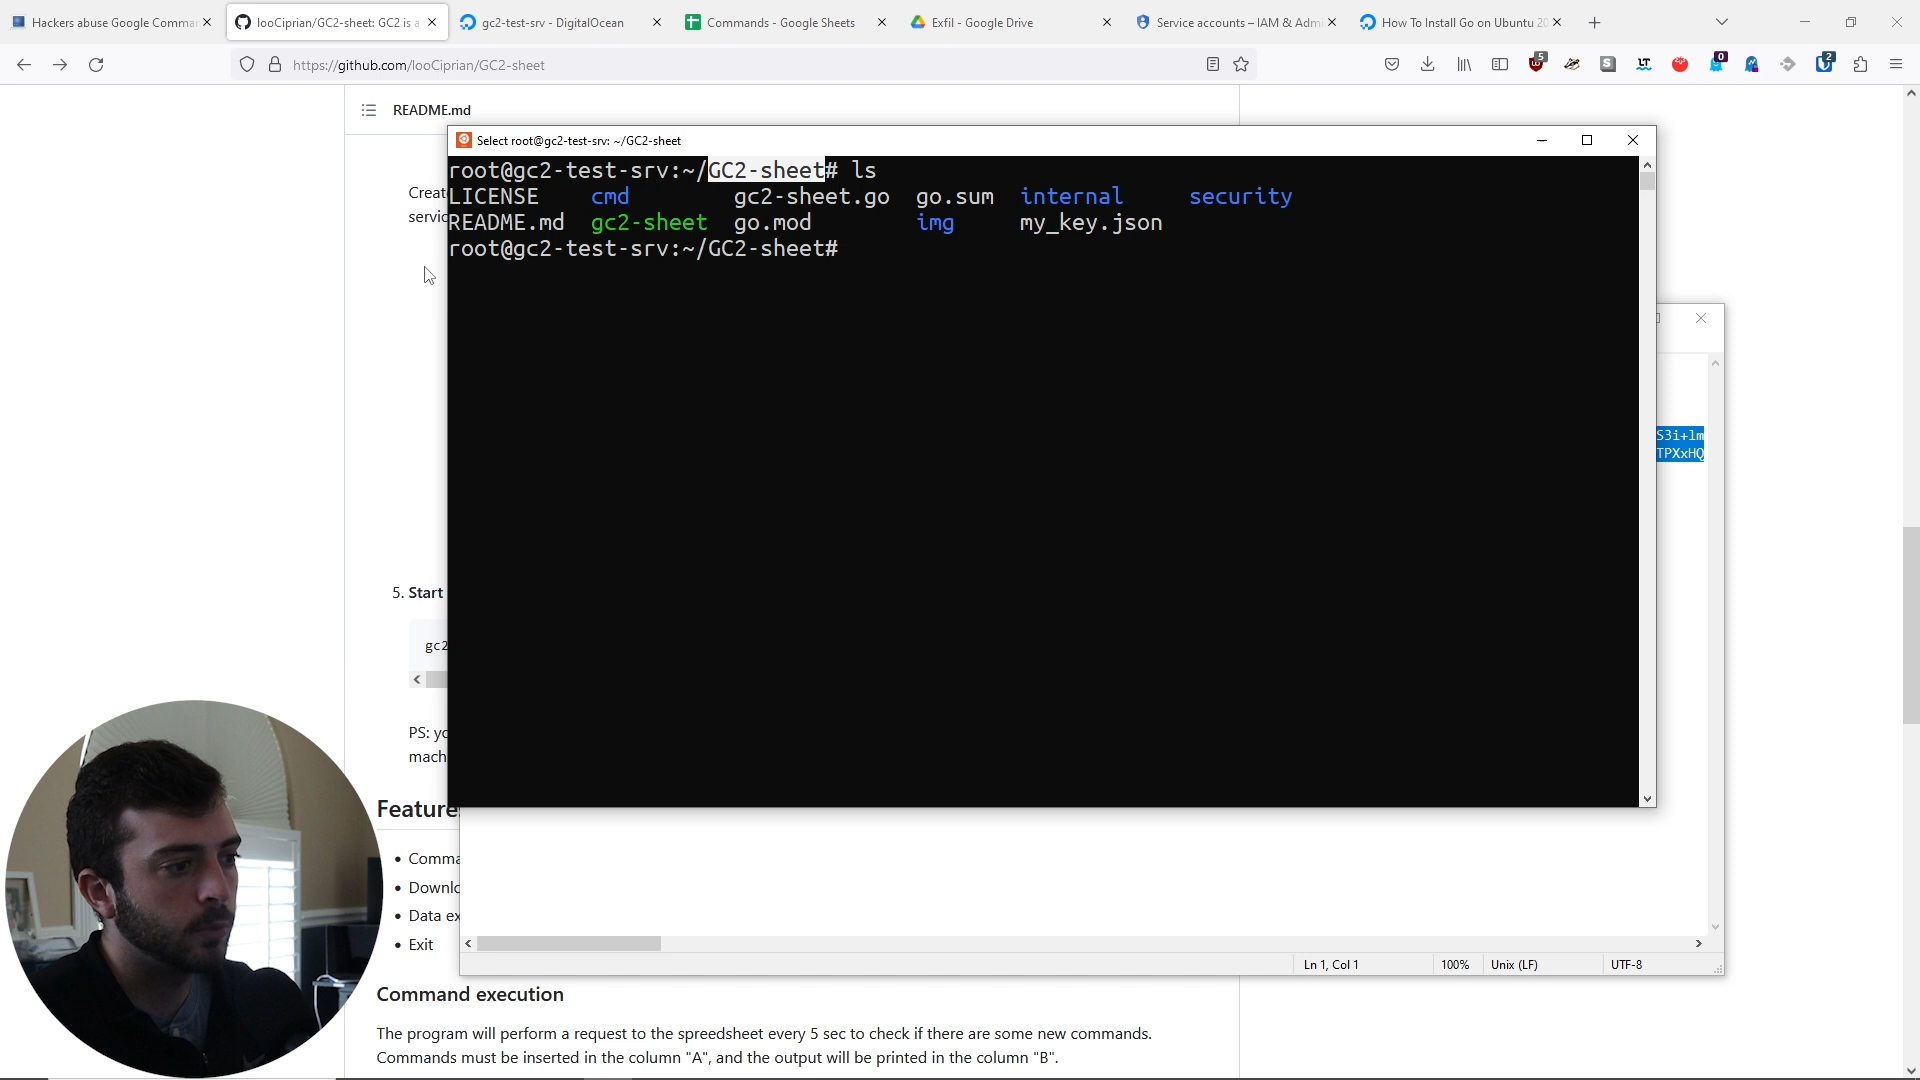 Hackers abuse Google Comman
looCiprian/GC2-sheet: GC2 is a
gc2-test-srv - DigitalOcean
Commands - Google Sheets
Exfil - Google Drive
Service accounts – IAM & Admi
How To Install Go on Ubuntu 20
https://github.com/looCiprian/GC2-sheet
5
S
LT
0
2
README.md
Select root@gc2-test-srv: ~/GC2-sheet
root@gc2-test-srv:~/GC2-sheet# ls
LICENSE cmd gc2-sheet.go go.sum internal security
README.md gc2-sheet go.mod img my_key.json
root@gc2-test-srv:~/GC2-sheet#
Creat
servic
S3i+lm
TPXxHQ
5. Start
gc2
PS: yo
mach
Feature
• Comma
• Downlo
• Data ex
• Exit
Ln 1, Col 1 100% Unix (LF) UTF-8
Command execution
The program will perform a request to the spreedsheet every 5 sec to check if there are some new commands.
Commands must be inserted in the column "A", and the output will be printed in the column "B".